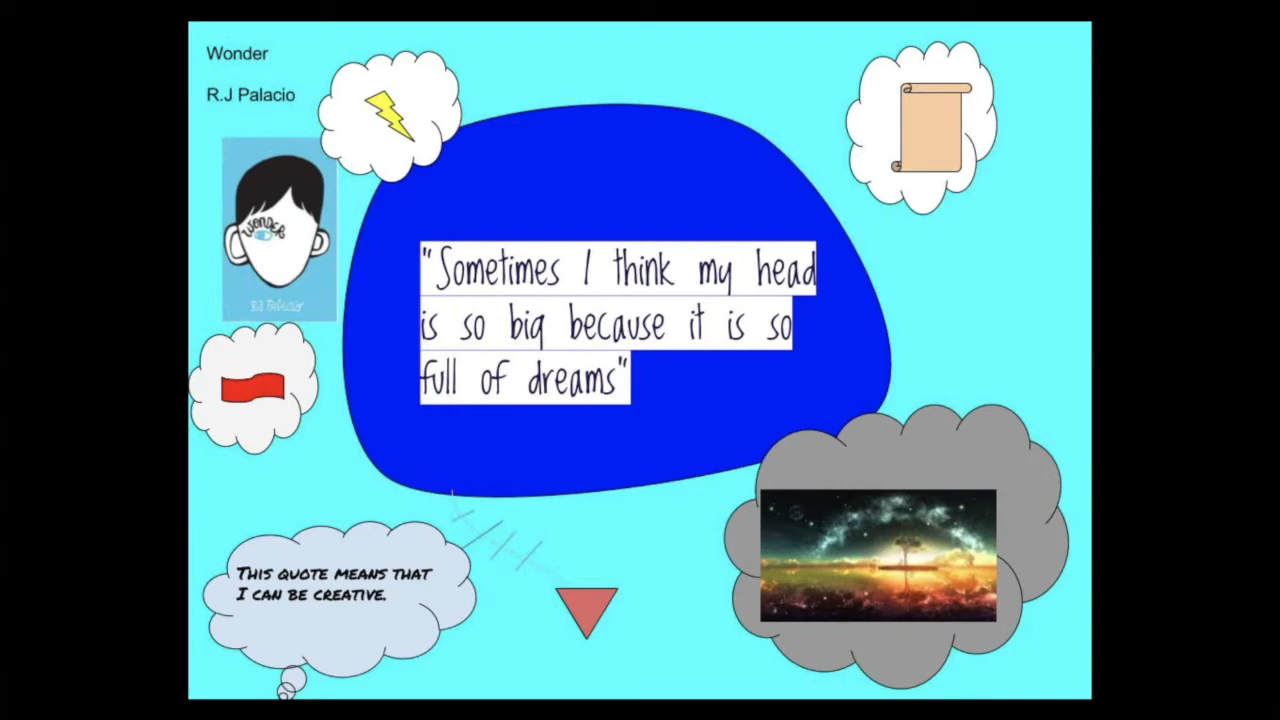 Wonder
R.J Palacio
WONDER
R.J. Palacio
"Sometimes I think my head
is so big because it is so
full of dreams"
THIS QUOTE MEANS THAT
I CAN BE CREATIVE.